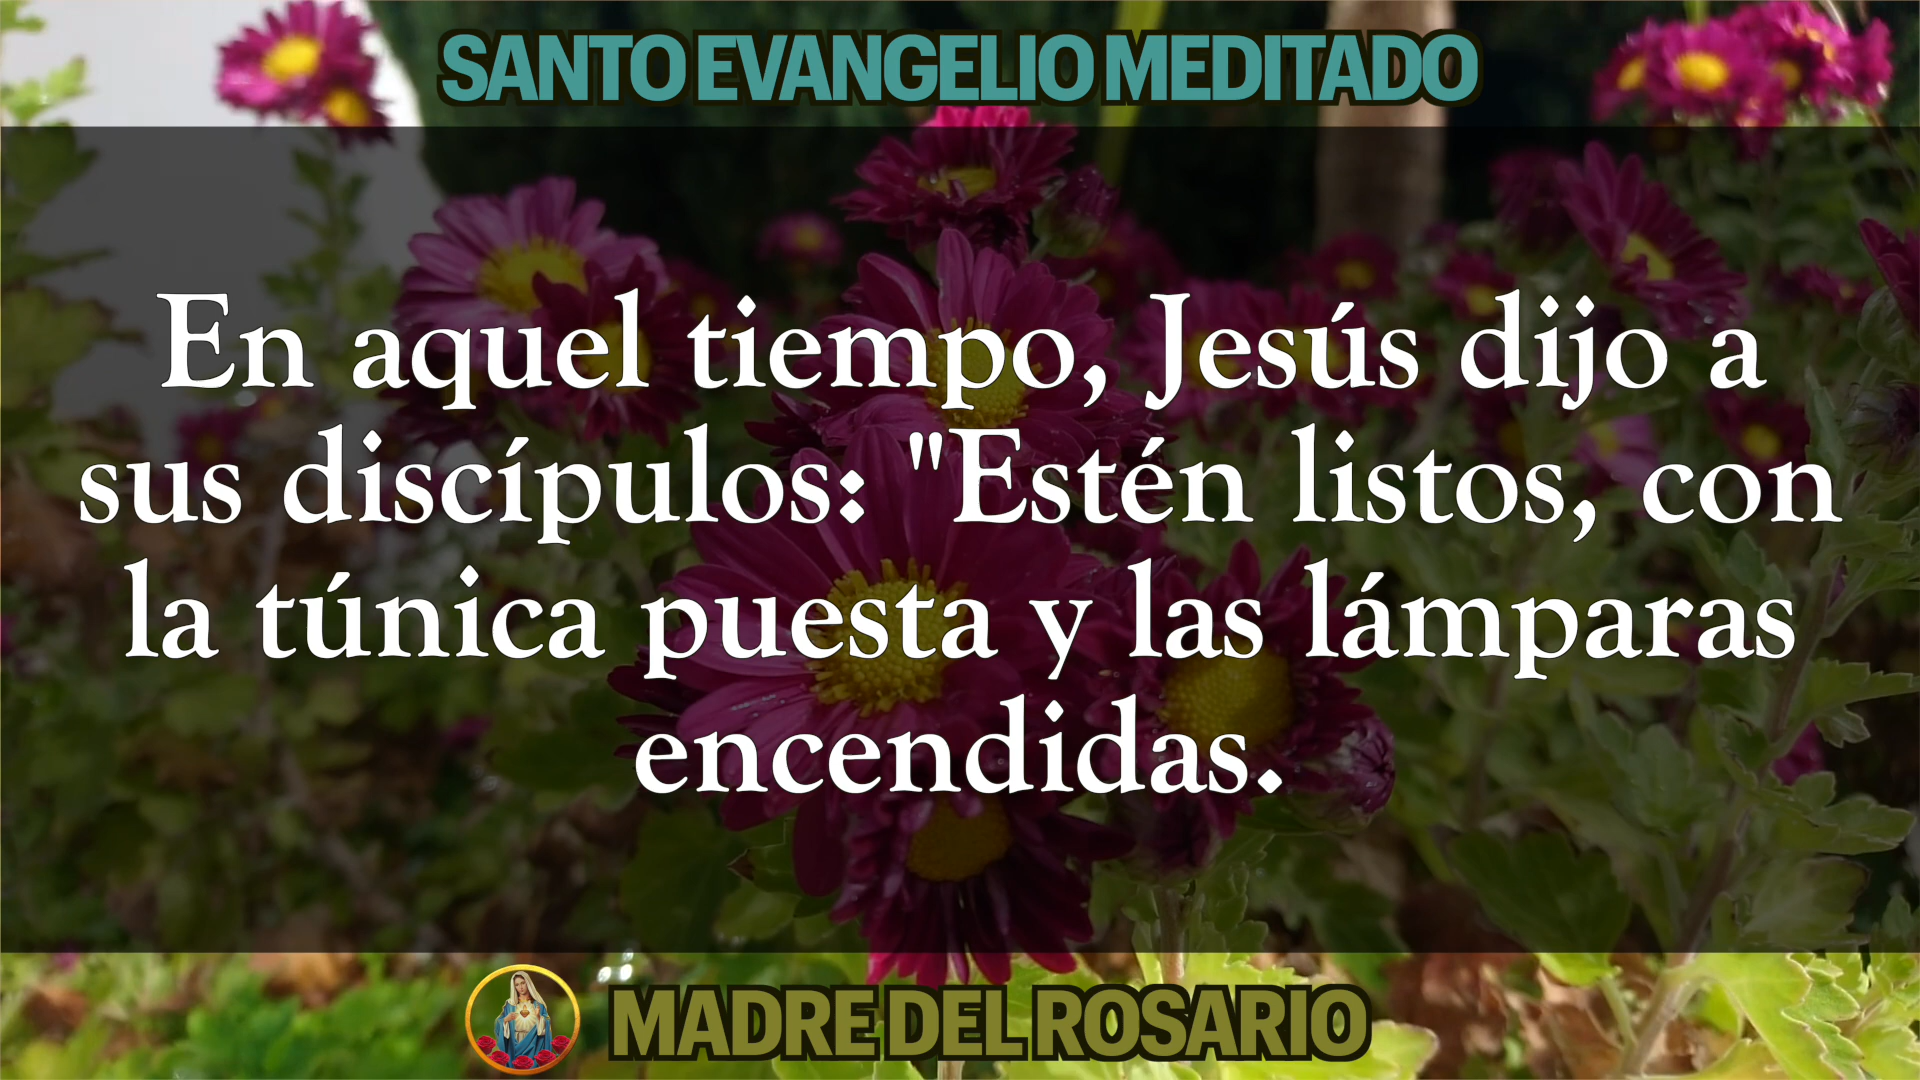 SANTO EVANGELIO MEDITADO
En aquel tiempo, Jesús dijo a
sus discípulos: "Estén listos, con
la túnica puesta y las lámparas
encendidas.
MADRE DEL ROSARIO